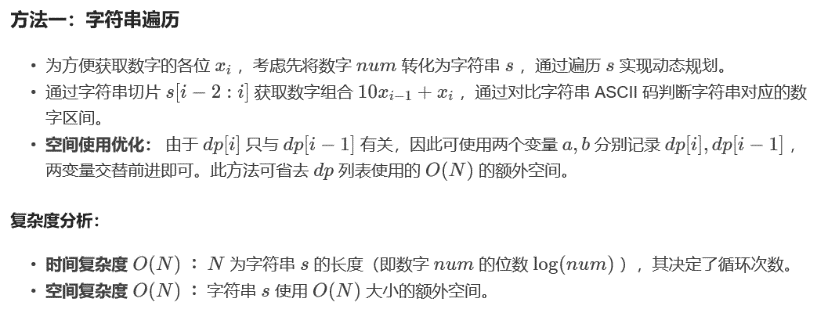 方法一：字符串遍历
• 为方便获取数字的各位 xᵢ ，考虑先将数字 num 转化为字符串 s ，通过遍历 s 实现动态规划。
• 通过字符串切片 s[i − 2 : i] 获取数字组合 10xᵢ₋₁ + xᵢ ，通过对比字符串 ASCII 码判断字符串对应的数
字区间。
• 空间使用优化： 由于 dp[i] 只与 dp[i − 1] 有关，因此可使用两个变量 a, b 分别记录 dp[i], dp[i − 1] ，
两变量交替前进即可。此方法可省去 dp 列表使用的 O(N) 的额外空间。
复杂度分析：
• 时间复杂度 O(N) ： N 为字符串 s 的长度（即数字 num 的位数 log(num) ），其决定了循环次数。
• 空间复杂度 O(N) ： 字符串 s 使用 O(N) 大小的额外空间。